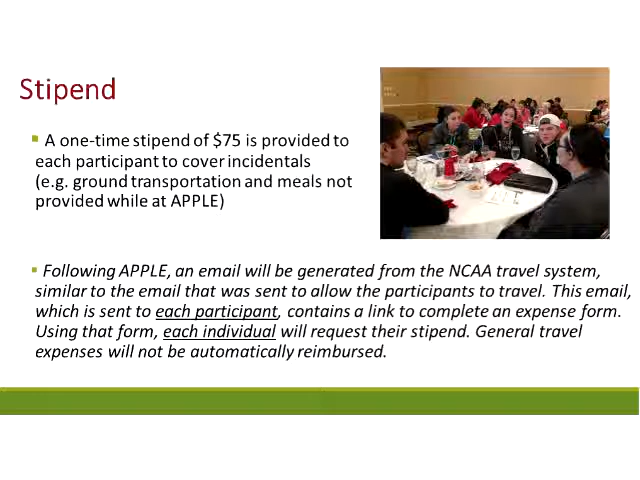 Stipend
A one-time stipend of $75 is provided to
each participant to cover incidentals
(e.g. ground transportation and meals not
provided while at APPLE)
Following APPLE, an email will be generated from the NCAA travel system,
similar to the email that was sent to allow the participants to travel. This email,
which is sent to each participant, contains a link to complete an expense form.
Using that form, each individual will request their stipend. General travel
expenses will not be automatically reimbursed.